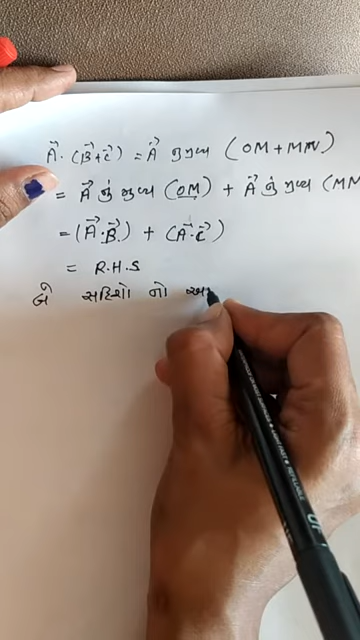 A⃗ · (B⃗ + C⃗) = A⃗ નું મુલ્ય (OM + MN)
= A⃗ નું મુલ્ય (OM) + A⃗ નું મુલ્ય (MN
= (A⃗ · B⃗) + (A⃗ · C⃗)
= R.H.S
બે સદિશો નો